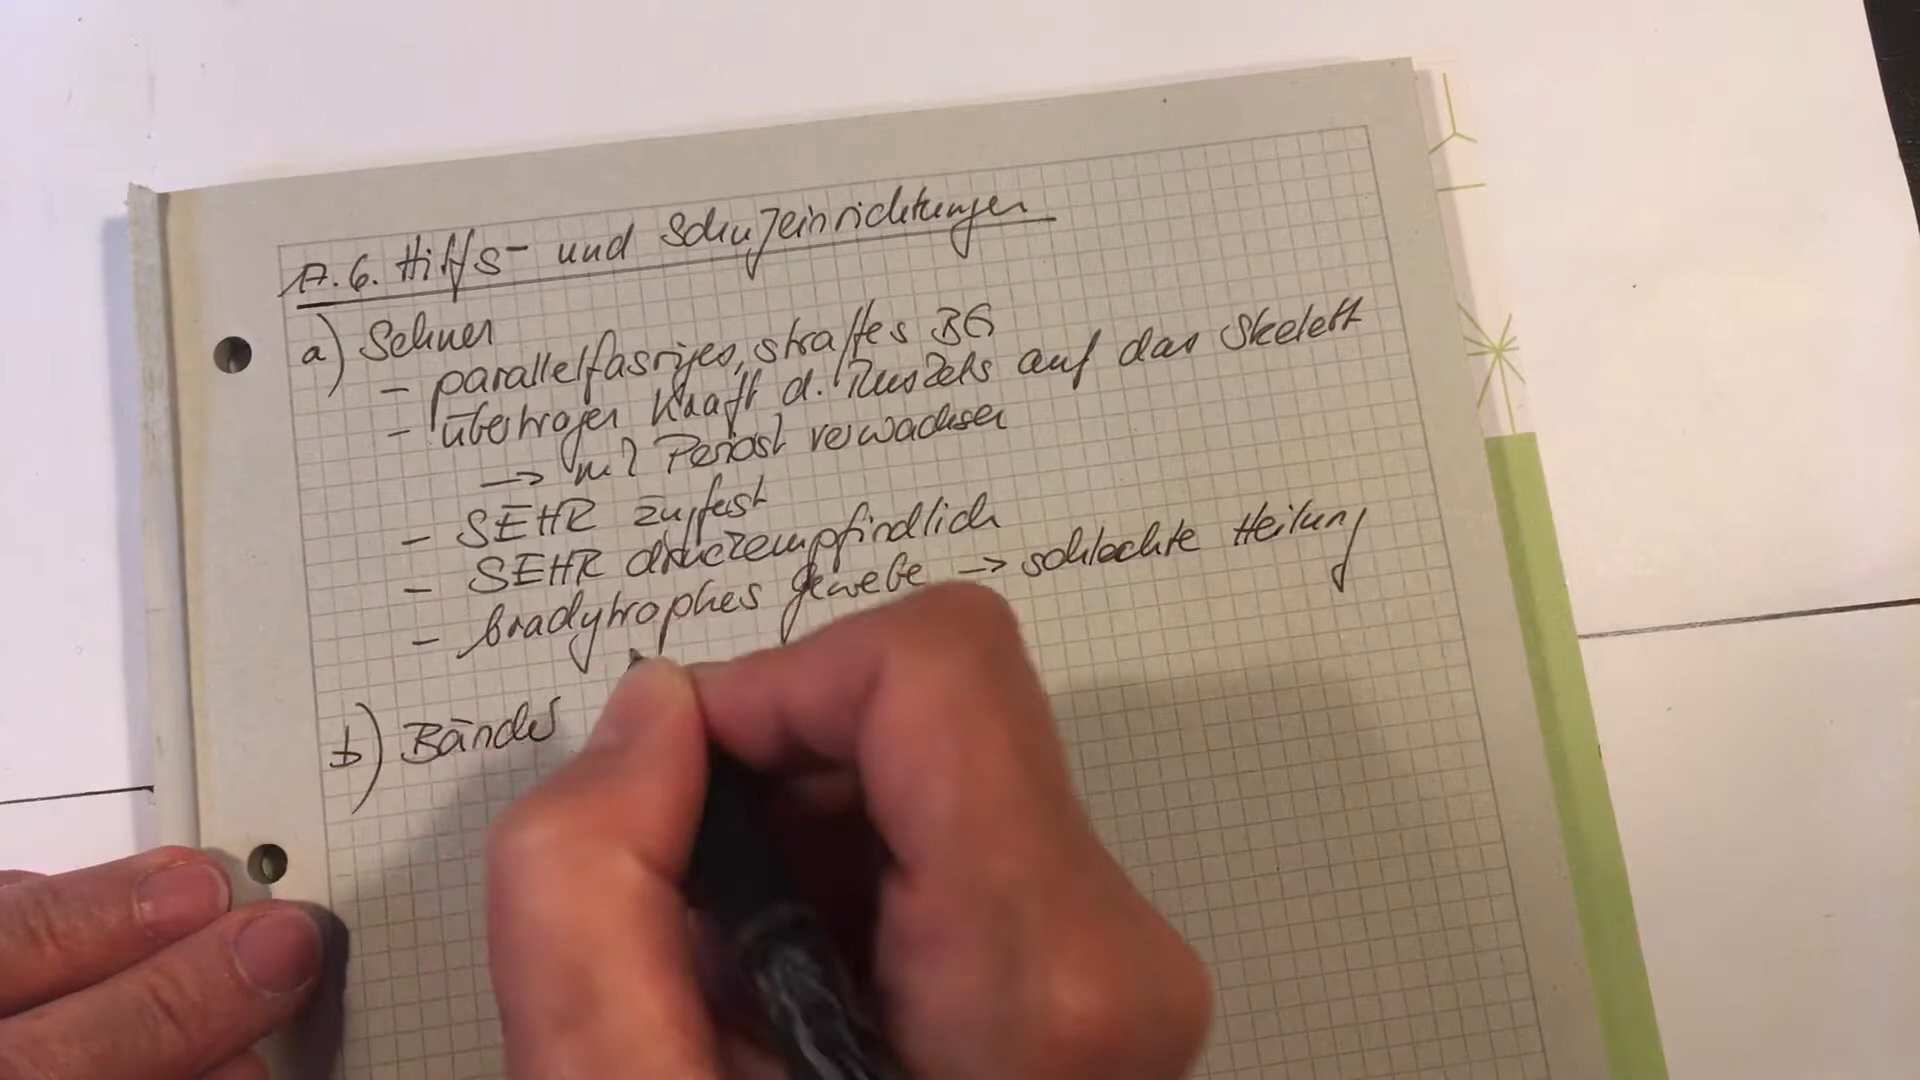 A.6. Hilfs- und Schutzeinrichtungen
a) Sehnen
- parallelfasriges, straffes BG
- übertragen Kraft d. Muskels auf das Skelett
→ mit Periost verwachsen
- SEHR zugfest
- SEHR druckempfindlich
- bradytrophes Gewebe → schlechte Heilung
b) Bänder